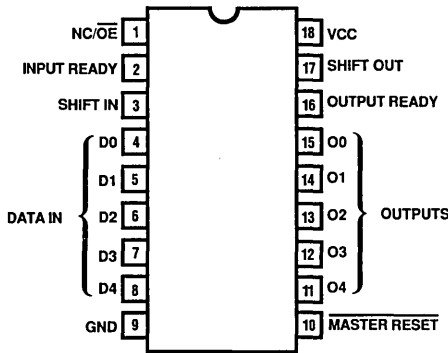 NC/OE 1 18 VCC
INPUT READY 2 17 SHIFT OUT
SHIFT IN 3 16 OUTPUT READY
D0 4 15 O0
D1 5 14 O1
DATA IN D2 6 13 O2 OUTPUTS
D3 7 12 O3
D4 8 11 O4
GND 9 10 MASTER RESET